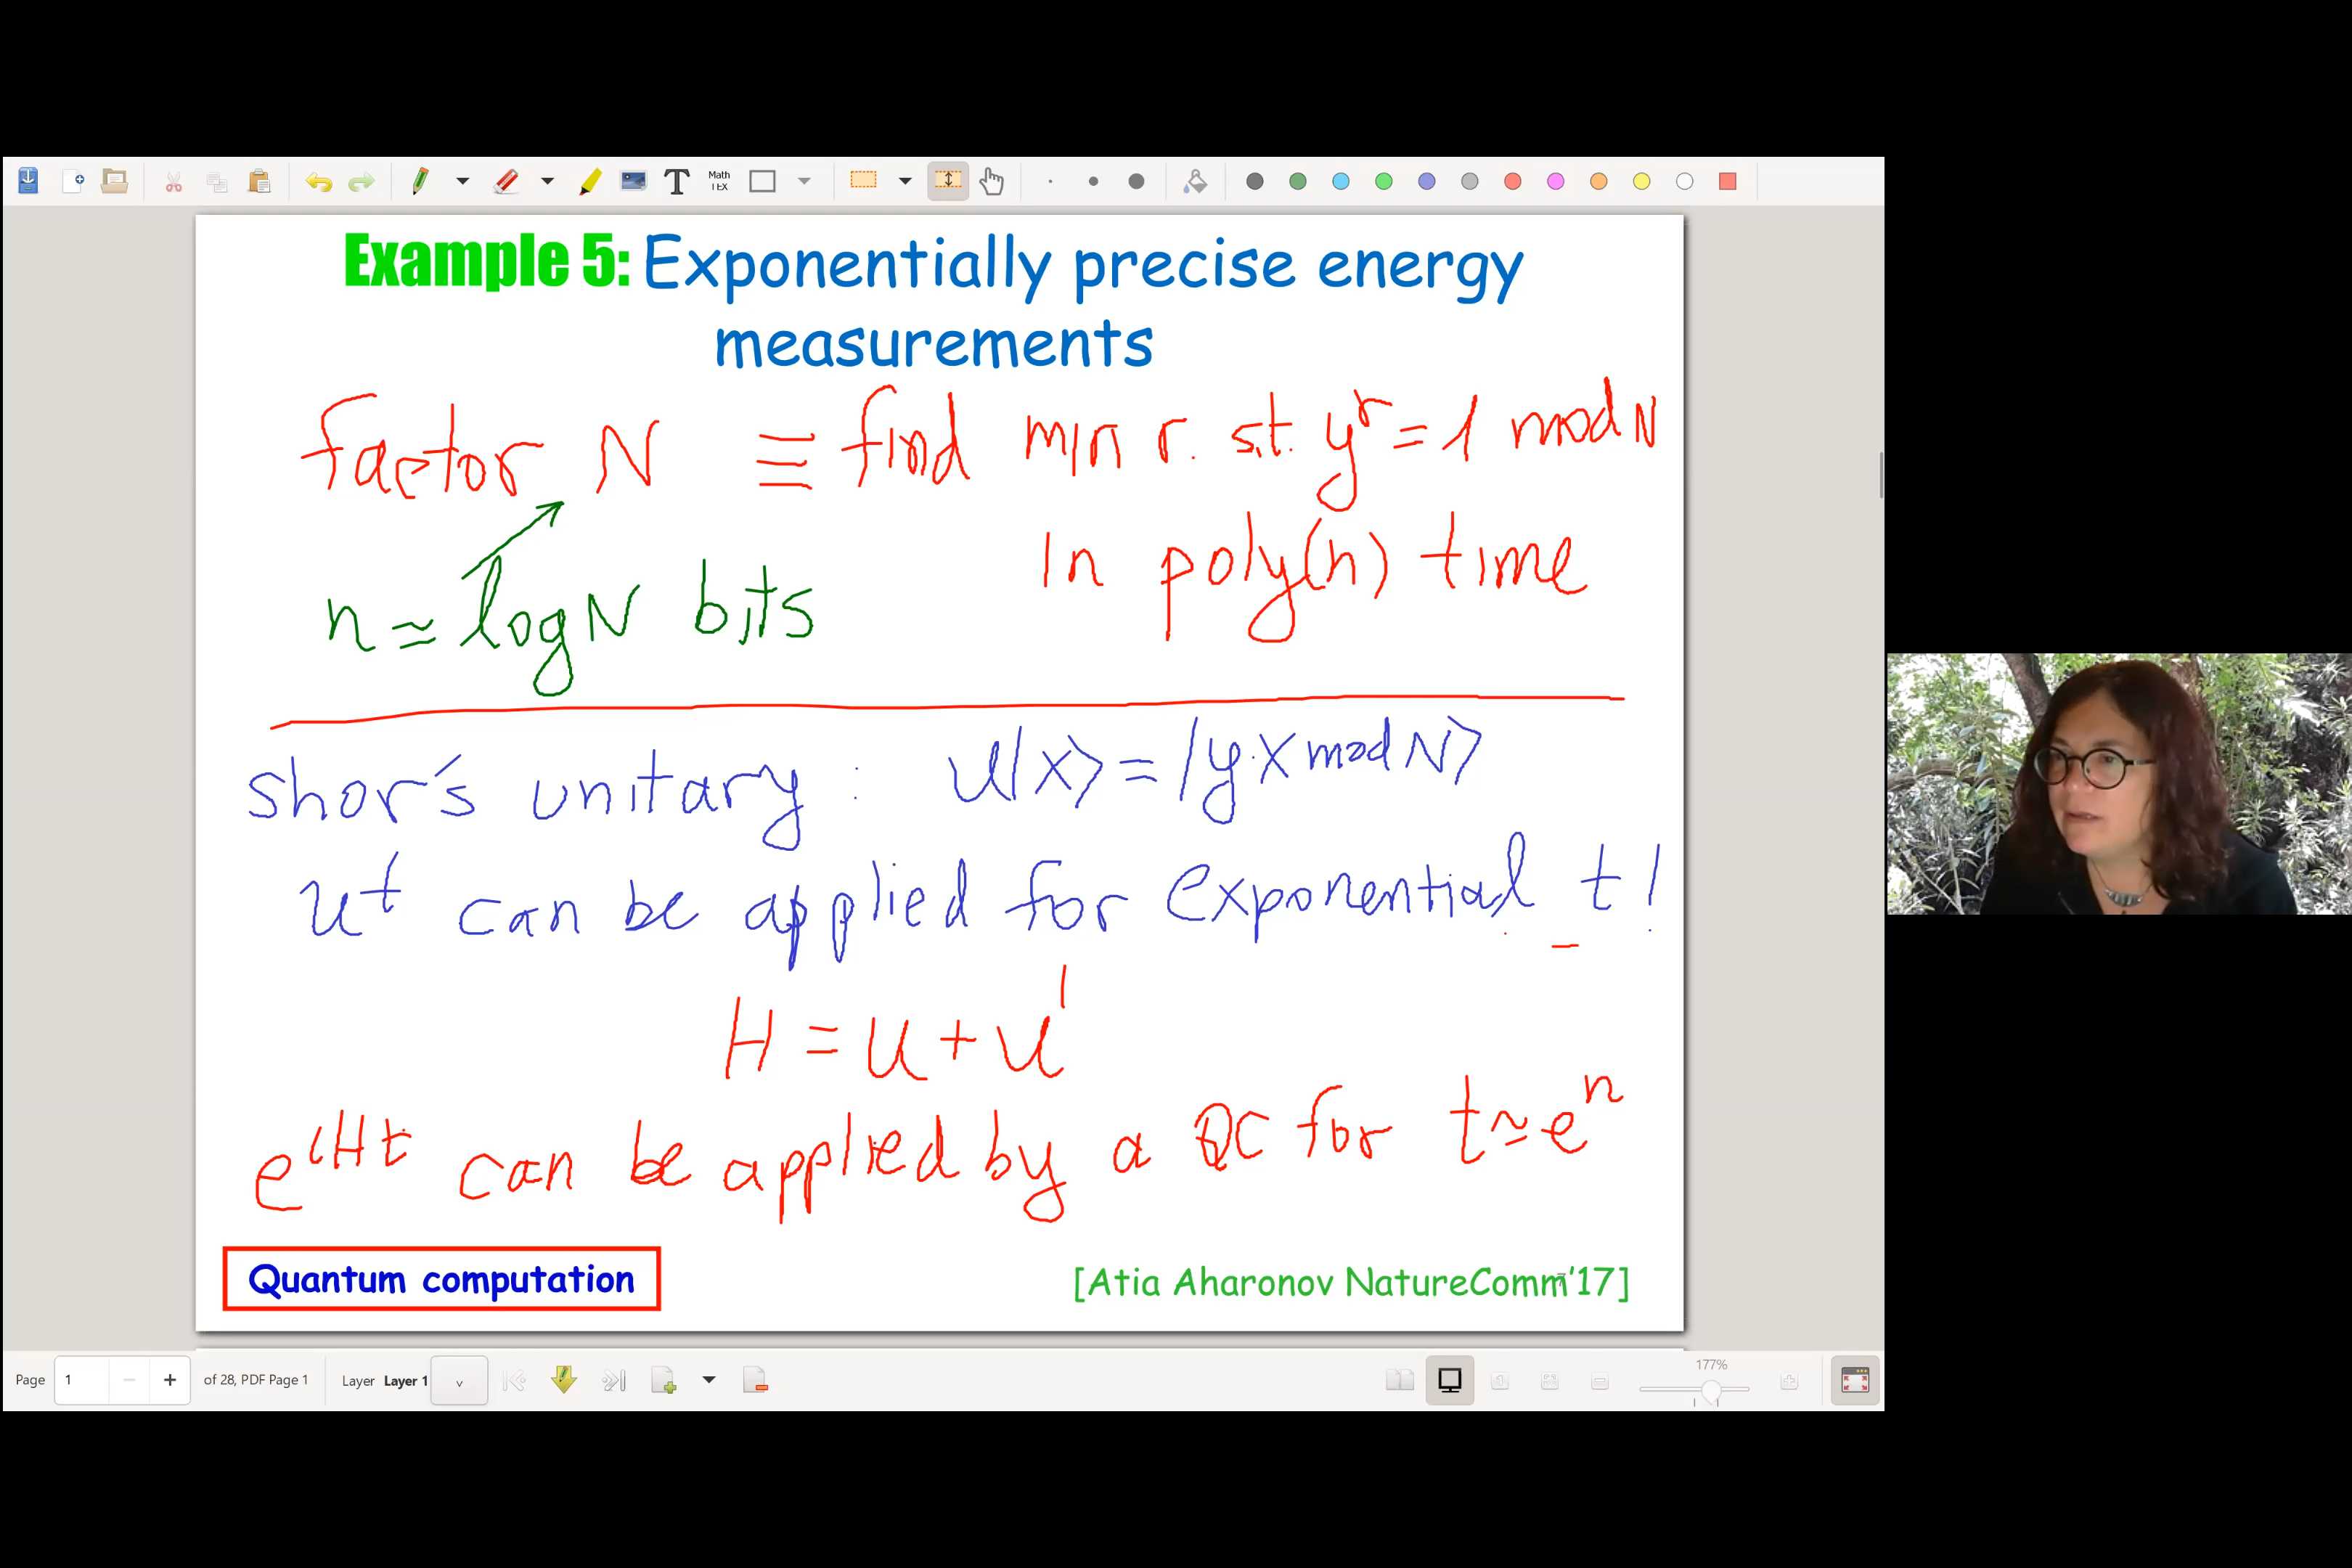 Math
TEX
Example 5: Exponentially precise energy
measurements
factor N ≡ find min r. s.t. y^r = 1 mod N
n ≈ log N bits
in poly(n) time
shor's unitary : U|x⟩ = |y·x mod N⟩
U^t can be applied for exponential t!
H = U + U^†
e^{iHt} can be applied by a QC for t ≈ e^n
Quantum computation
[Atia Aharonov NatureComm'17]
7
Page 1 of 28, PDF Page 1 Layer Layer 1 177%